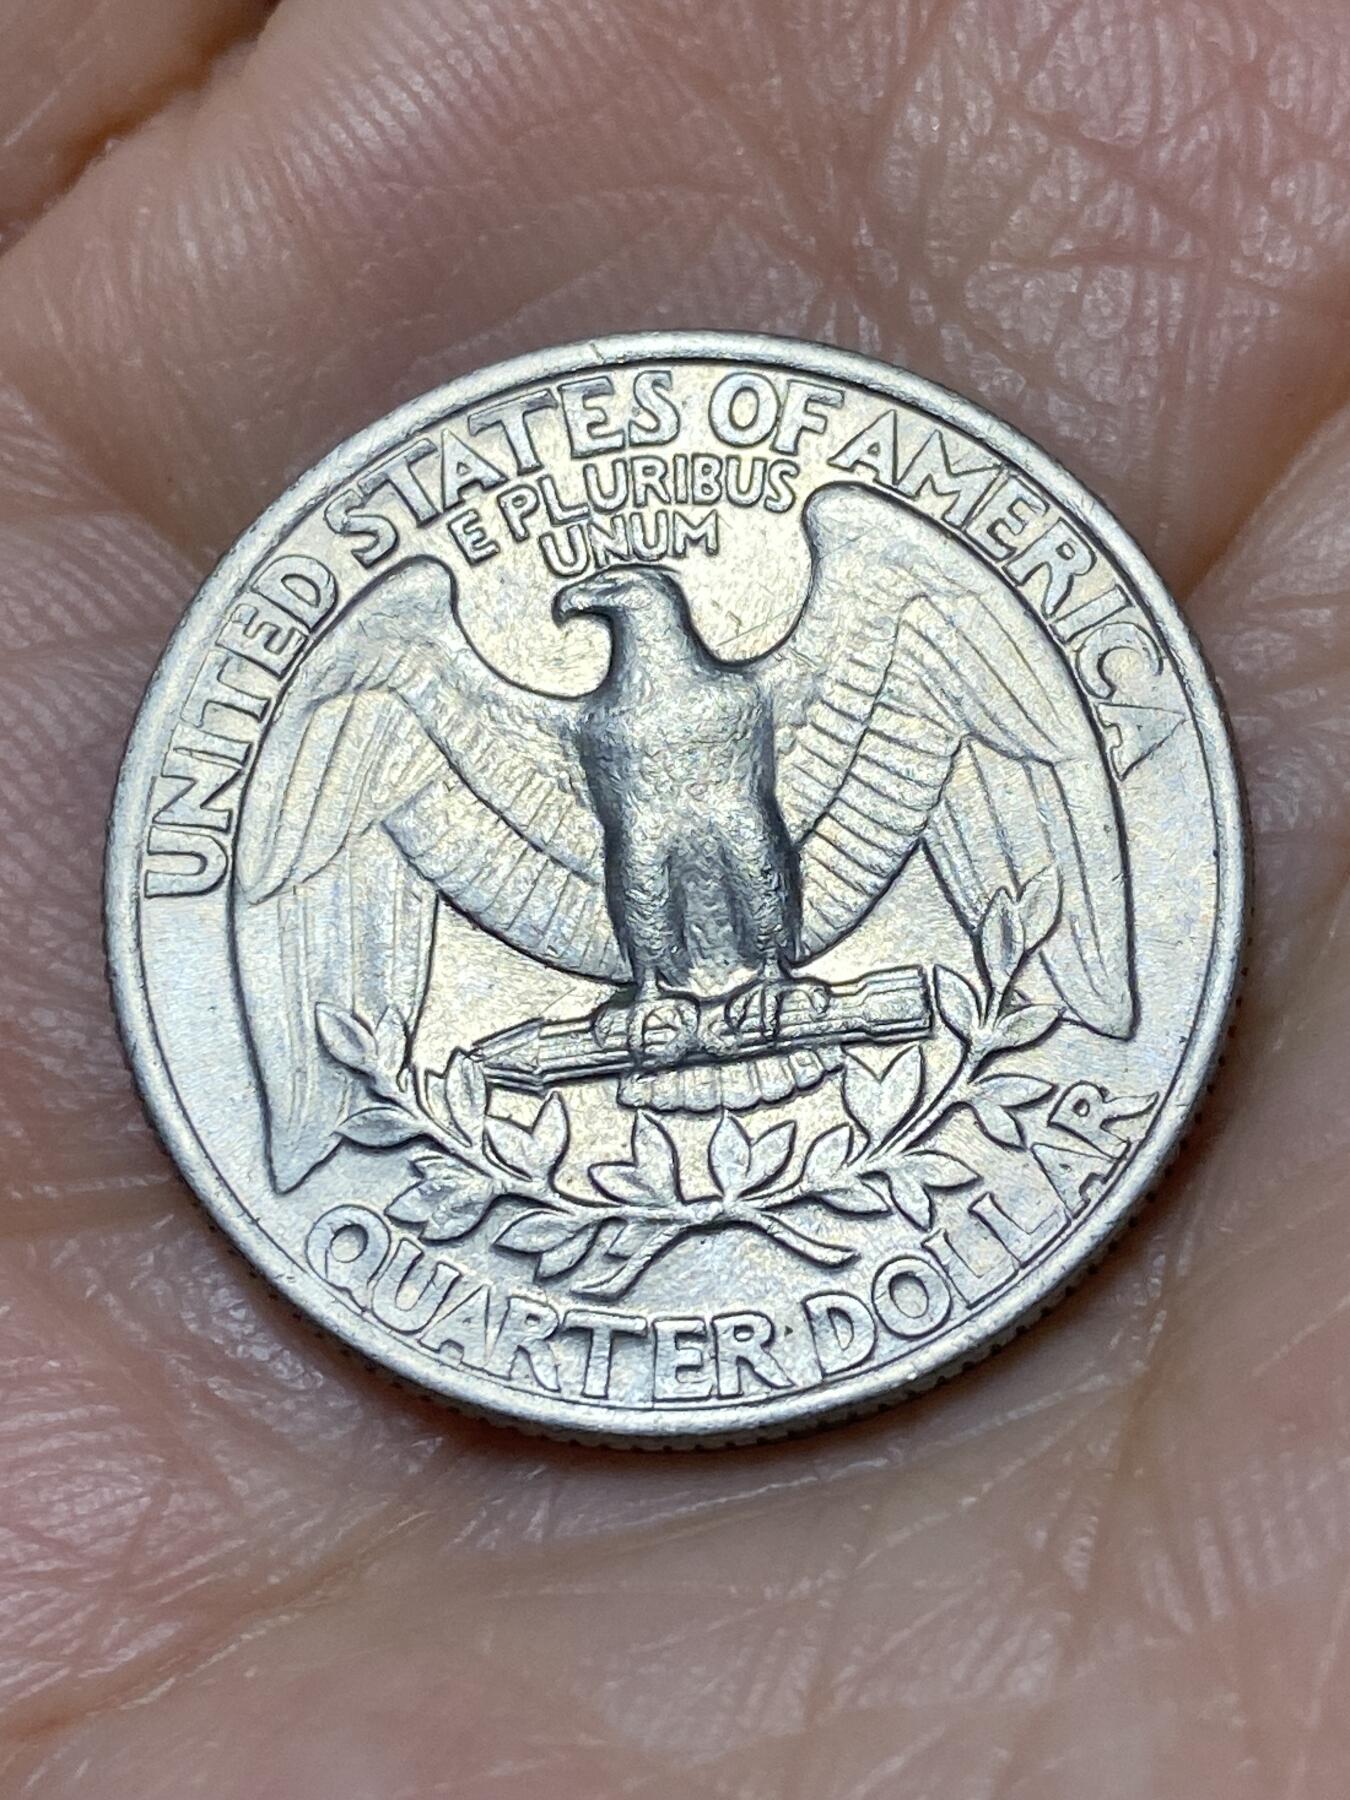 UNITED STATES OF AMERICA
E PLURIBUS
UNUM
QUARTER DOLLAR